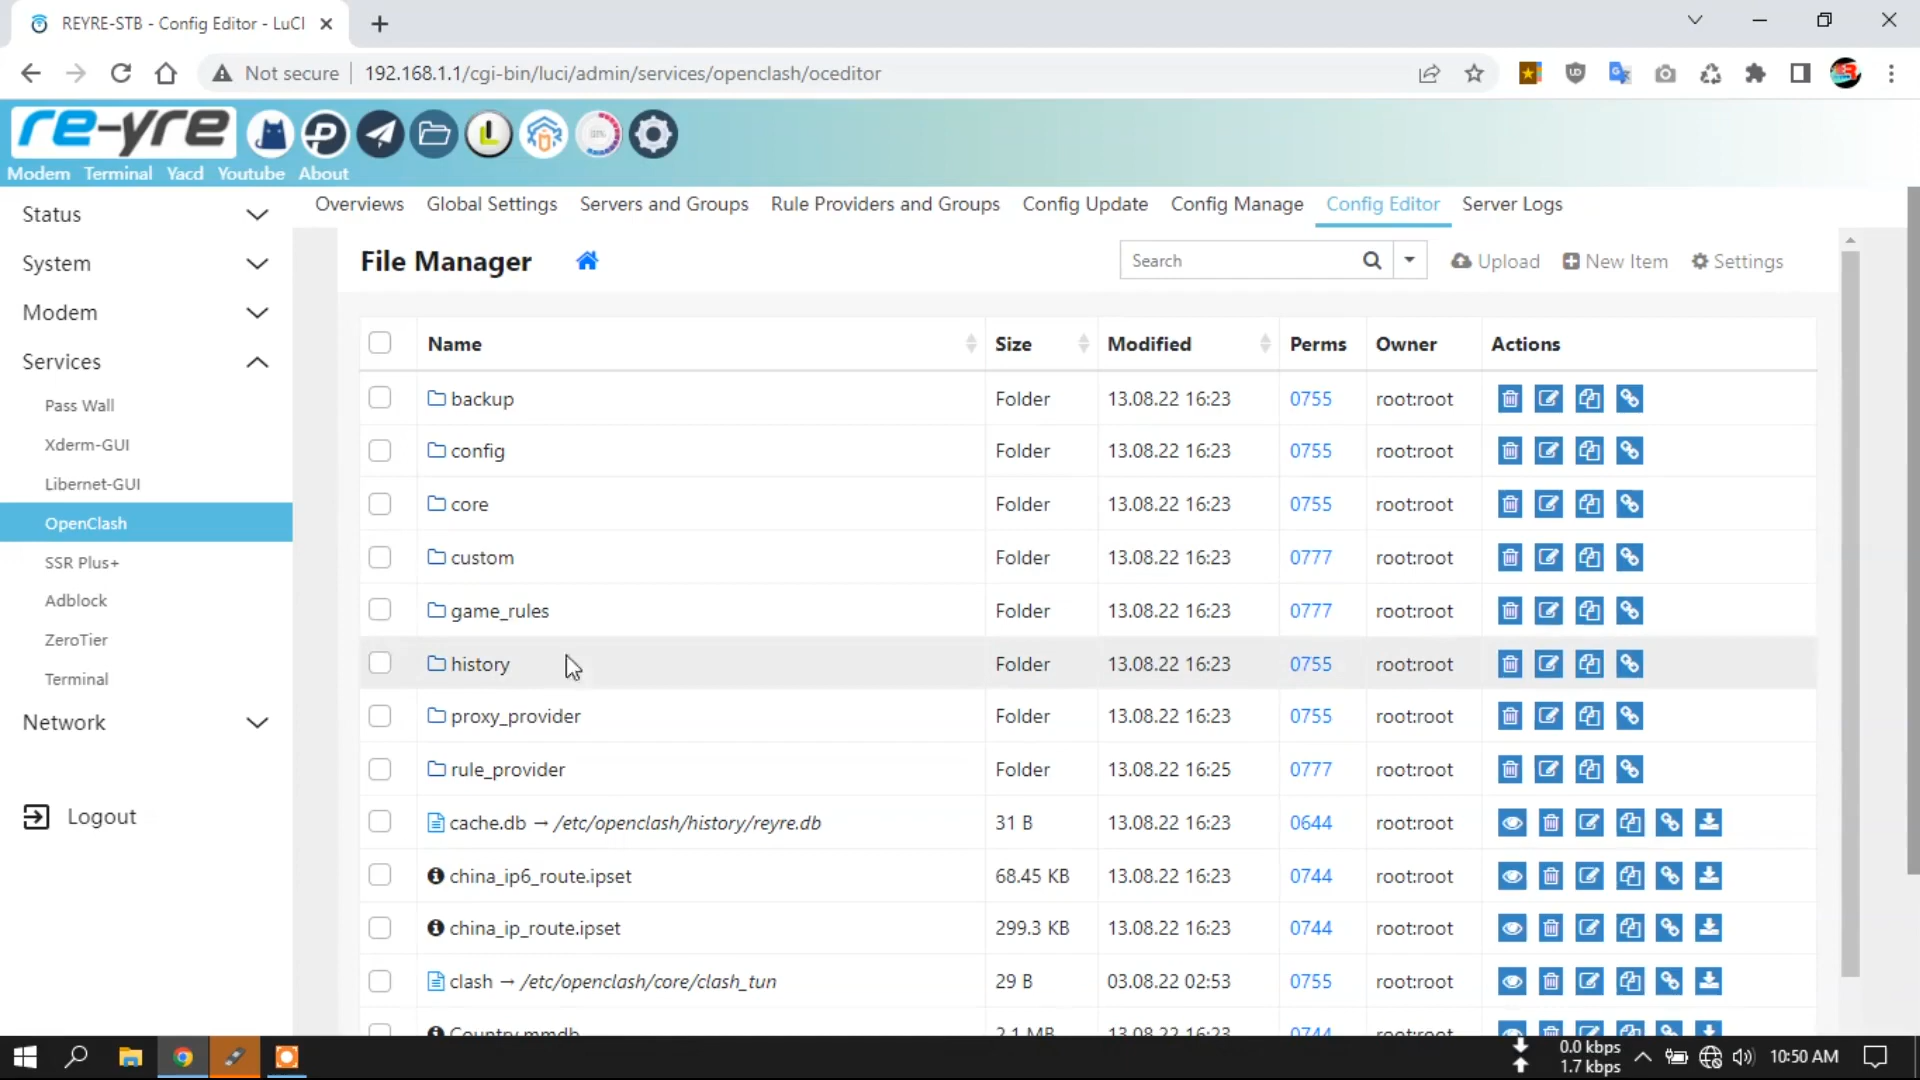 REYRE-STB - Config Editor - LuCI
Not secure 192.168.1.1/cgi-bin/luci/admin/services/openclash/oceditor
re-yre
Modem Terminal Yacd Youtube About
Status
System
Modem
Services
Pass Wall
Xderm-GUI
Libernet-GUI
OpenClash
SSR Plus+
Adblock
ZeroTier
Terminal
Network
Logout
Overviews Global Settings Servers and Groups Rule Providers and Groups Config Update Config Manage Config Editor Server Logs
File Manager Search Upload New Item Settings
Name Size Modified Perms Owner Actions
backup Folder 13.08.22 16:23 0755 root:root
config Folder 13.08.22 16:23 0755 root:root
core Folder 13.08.22 16:23 0755 root:root
custom Folder 13.08.22 16:23 0777 root:root
game_rules Folder 13.08.22 16:23 0777 root:root
history Folder 13.08.22 16:23 0755 root:root
proxy_provider Folder 13.08.22 16:23 0755 root:root
rule_provider Folder 13.08.22 16:25 0777 root:root
cache.db → /etc/openclash/history/reyre.db 31 B 13.08.22 16:23 0644 root:root
china_ip6_route.ipset 68.45 KB 13.08.22 16:23 0744 root:root
china_ip_route.ipset 299.3 KB 13.08.22 16:23 0744 root:root
clash → /etc/openclash/core/clash_tun 29 B 03.08.22 02:53 0755 root:root
Country.mmdb 2.1 MB 13.08.22 16:23 0744 root:root
0.0 kbps
1.7 kbps
10:50 AM